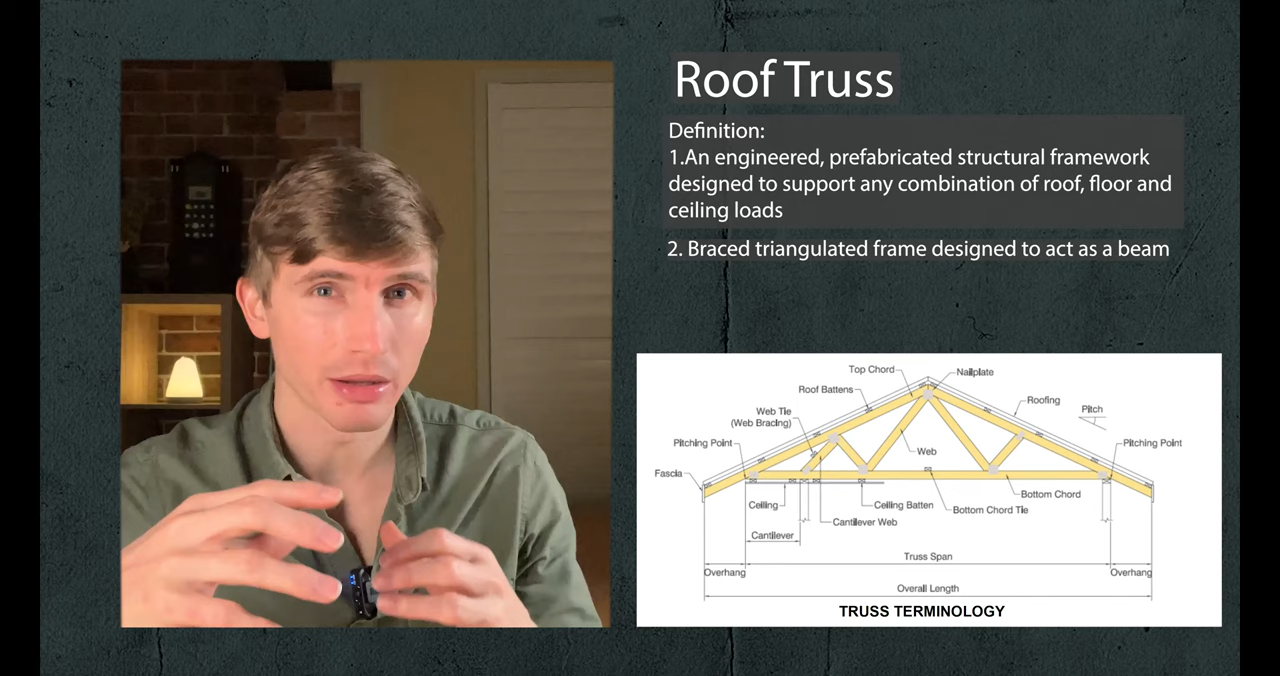 Roof Truss
Definition:
1.An engineered, prefabricated structural framework
designed to support any combination of roof, floor and
ceiling loads
2. Braced triangulated frame designed to act as a beam
Top Chord
Nailplate
Roof Battens
Roofing
Web Tie
(Web Bracing)
Pitch
Pitching Point
Web
Pitching Point
Fascia
Bottom Chord
Ceiling
Ceiling Batten
Bottom Chord Tie
Cantilever Web
Cantilever
Truss Span
Overhang
Overhang
Overall Length
TRUSS TERMINOLOGY